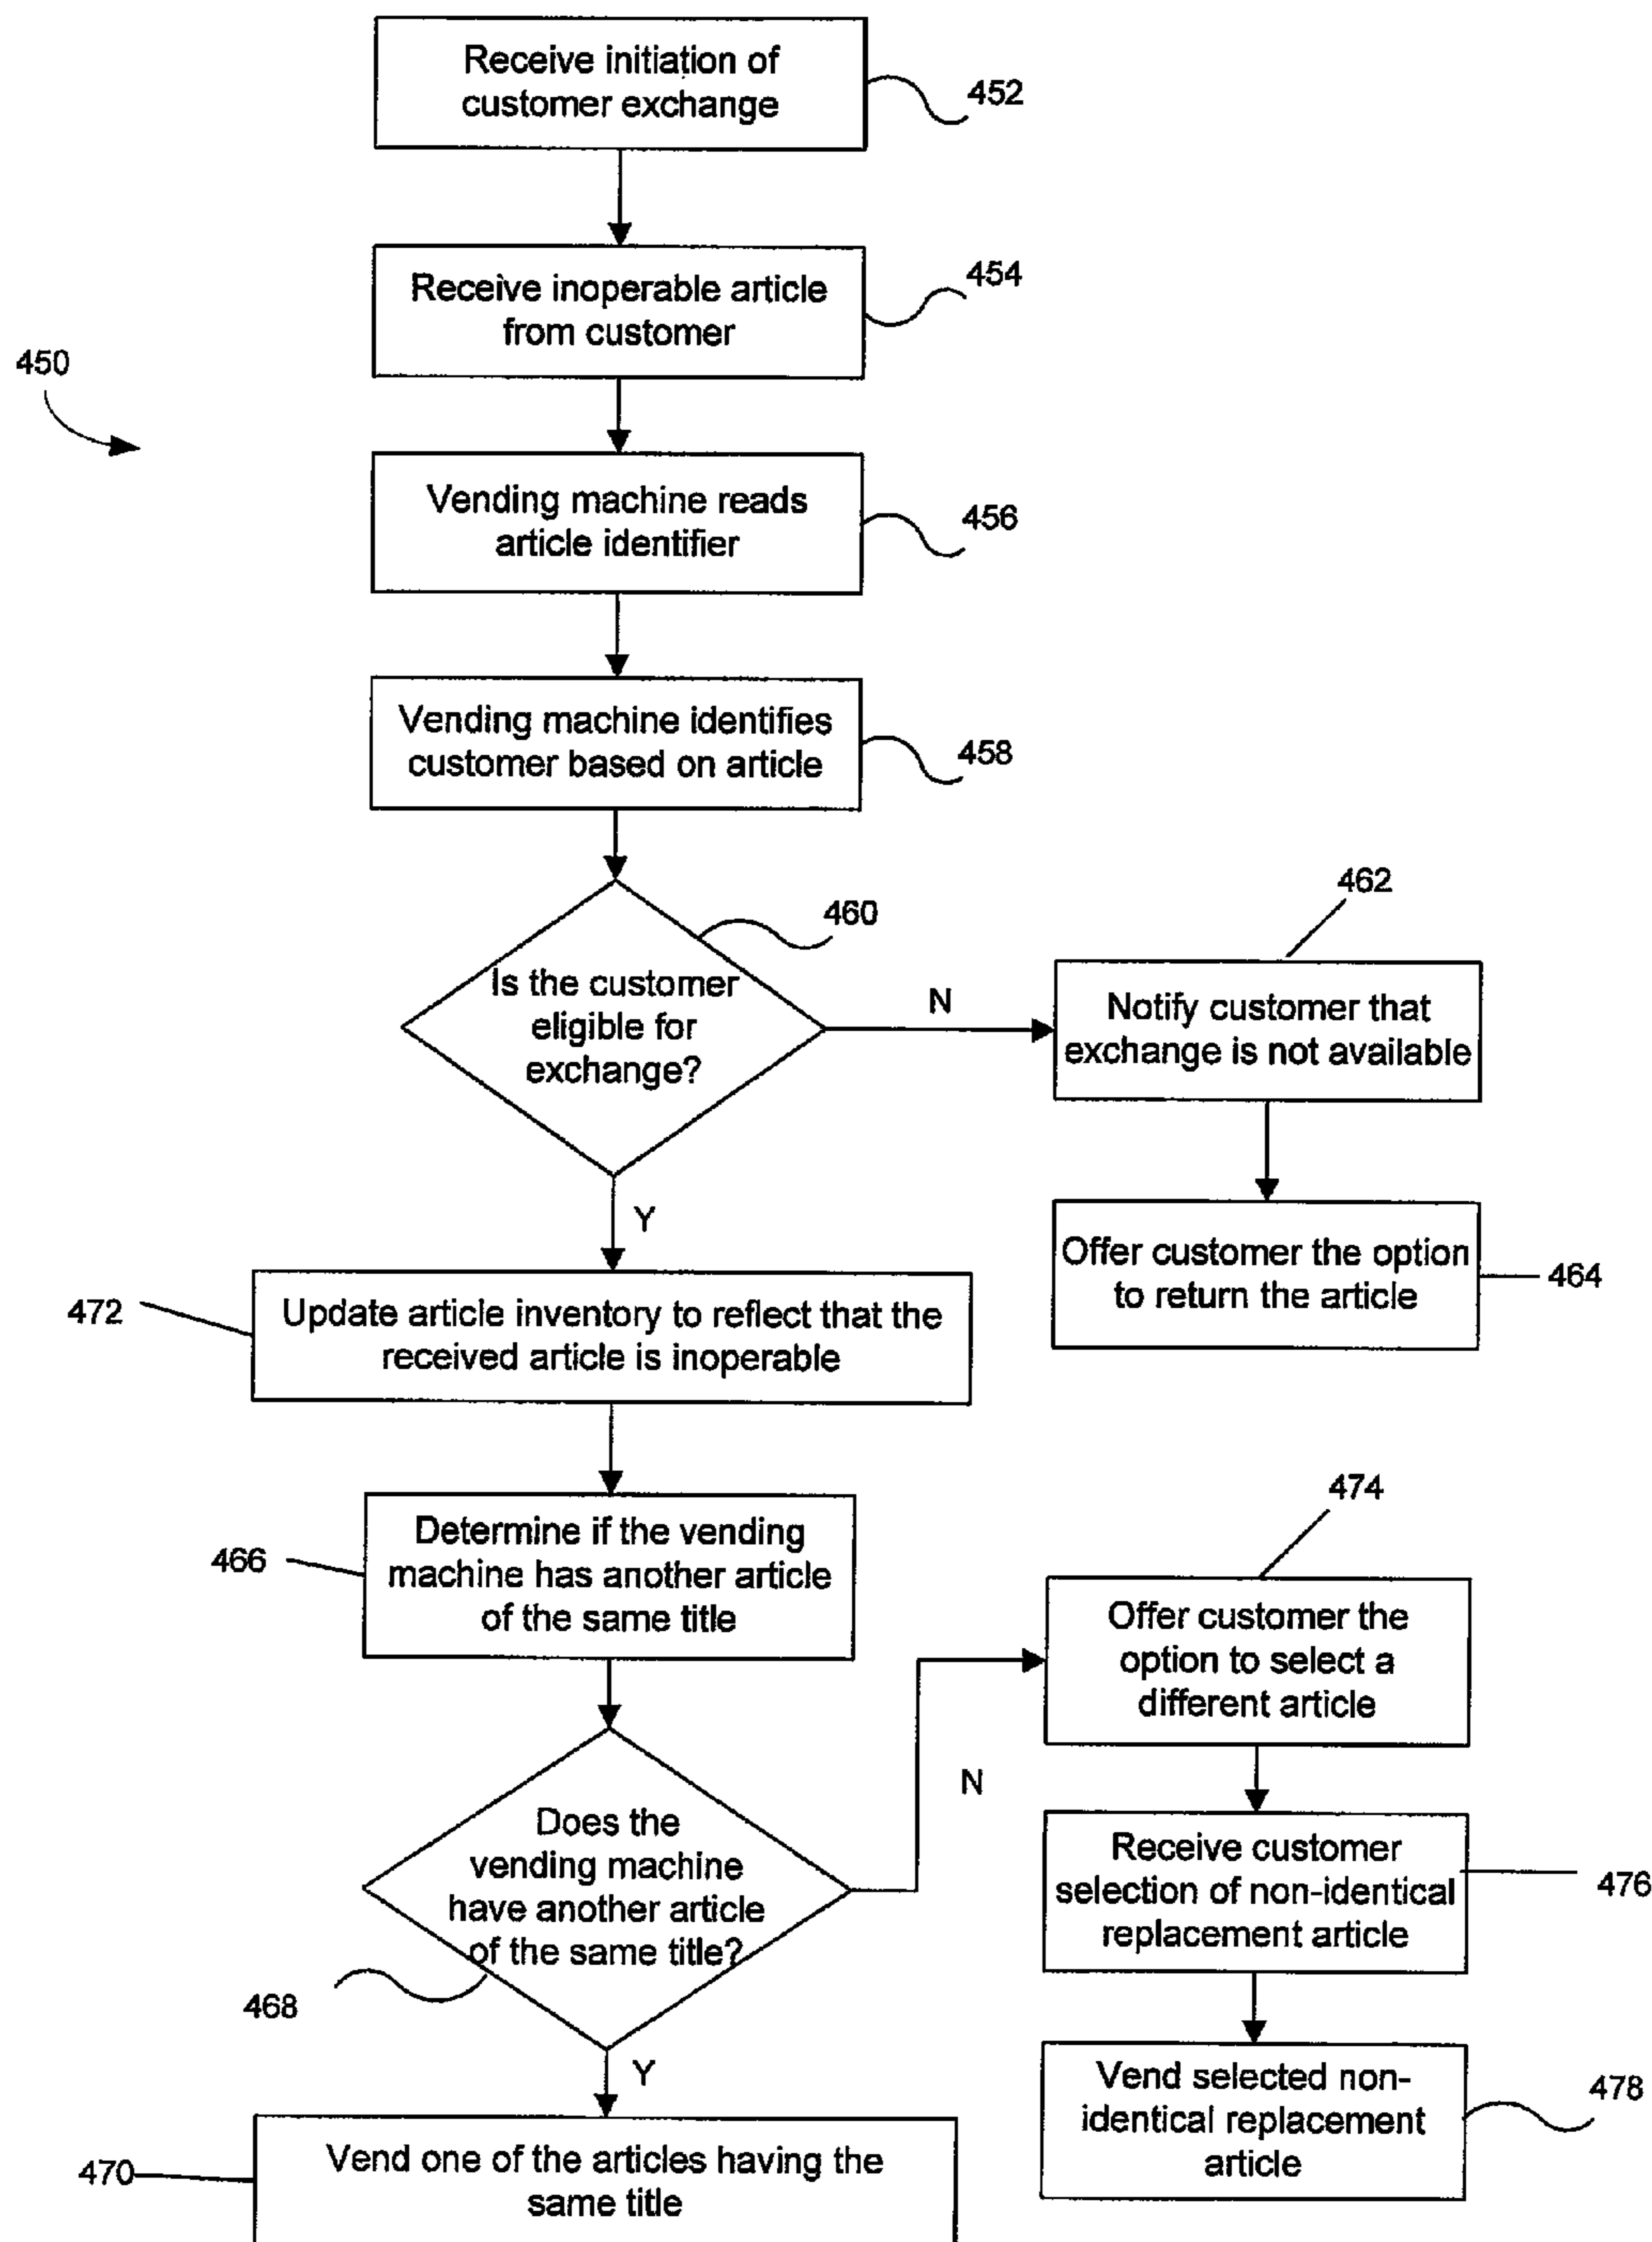 Receive initiation of
customer exchange
452
Receive inoperable article
from customer
454
450
Vending machine reads
article identifier
456
Vending machine identifies
customer based on article
458
Is the customer
eligible for
exchange?
460
N
462
Notify customer that
exchange is not available
Offer customer the option
to return the article
464
Y
472
Update article inventory to reflect that the
received article is inoperable
466
Determine if the vending
machine has another article
of the same title
Does the
vending machine
have another article
of the same title?
468
N
474
Offer customer the
option to select a
different article
Receive customer
selection of non-identical
replacement article
476
Vend selected non-
identical replacement
article
478
Y
470
Vend one of the articles having the
same title